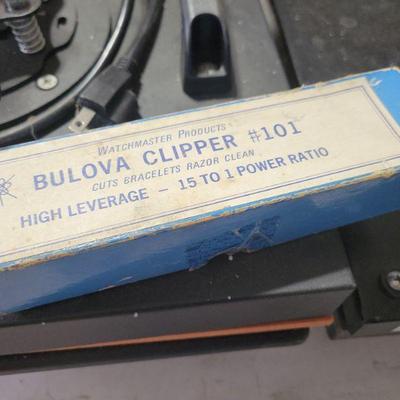 WATCHMASTER PRODUCTS
BULOVA CLIPPER #101
CUTS BRACELETS RAZOR CLEAN
HIGH LEVERAGE – 15 TO 1 POWER RATIO